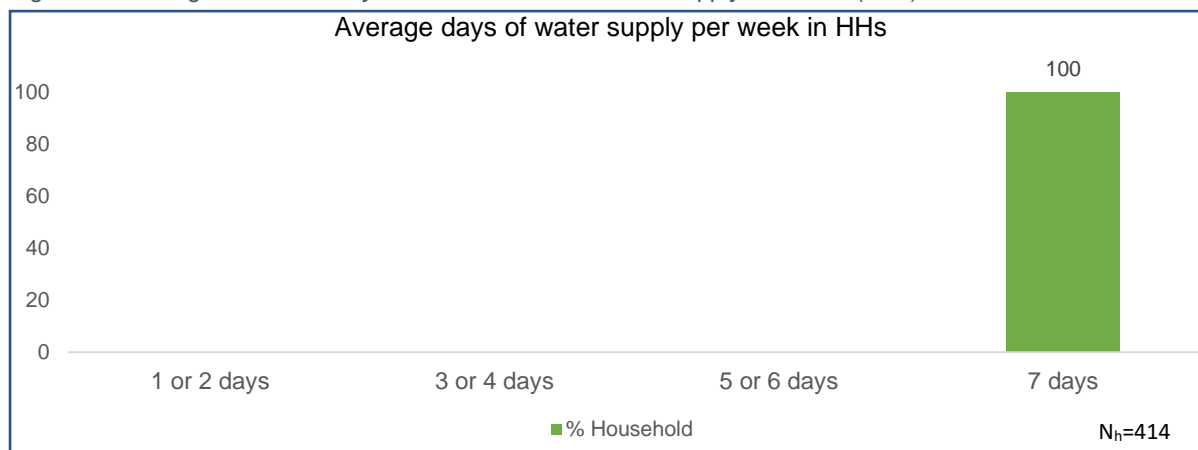 Average days of water supply per week in HHs
100
100
80
60
40
20
0
1 or 2 days
3 or 4 days
5 or 6 days
7 days
% Household
Nₕ=414